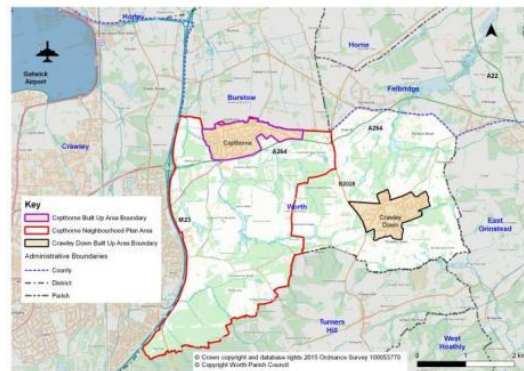 Horley
Horne
Gatwick
Airport
Felbridge
A22
Burstow
A264
Copthorne
A264
Crawley
B2028
Key
Copthorne Built Up Area Boundary
Copthorne Neighbourhood Plan Area
Crawley Down Built Up Area Boundary
Administrative Boundaries
County
District
Parish
M23
Worth
Crawley
Down
East
Grinstead
Turners
Hill
West
Hoathly
© Crown copyright and database rights 2015 Ordnance Survey 100053770
© Copyright Worth Parish Council
0 1 2 km